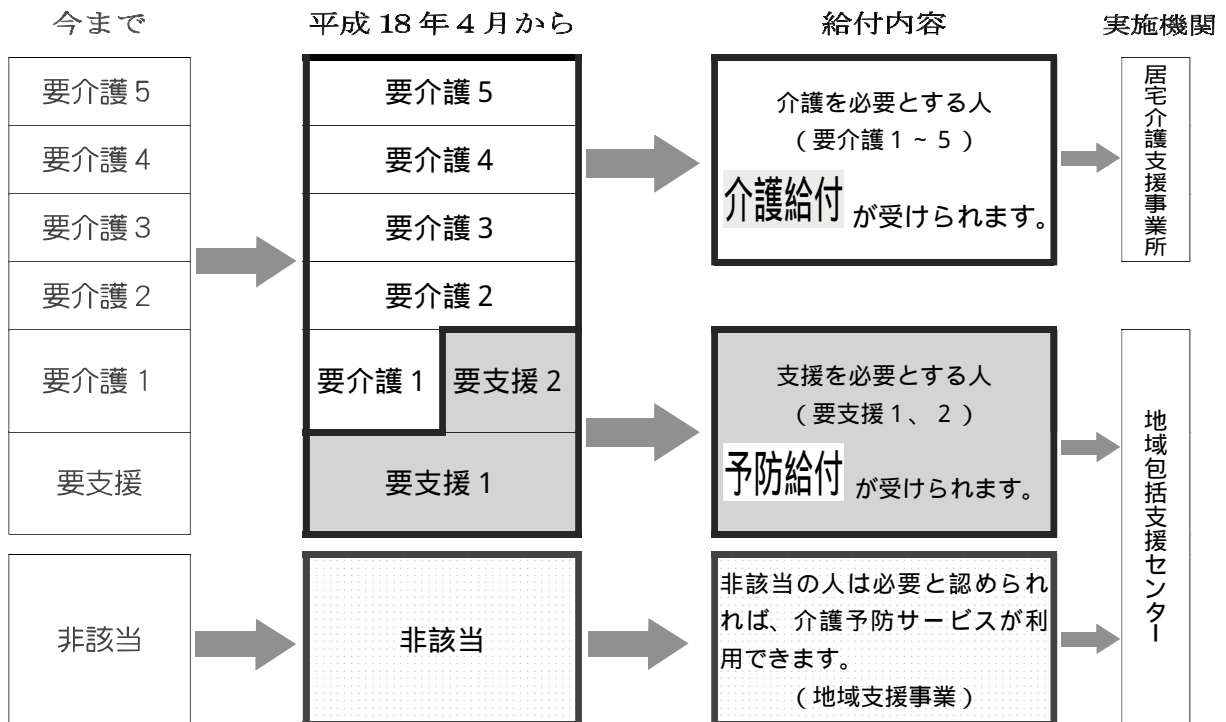 今まで
平成18年4月から
給付内容
実施機関
要介護5
要介護4
要介護3
要介護2
要介護1
要支援
非該当
要介護5
要介護4
要介護3
要介護2
要介護1
要支援2
要支援1
非該当
介護を必要とする人
（要介護1～5）
介護給付が受けられます。
支援を必要とする人
（要支援1、2）
予防給付が受けられます。
非該当の人は必要と認めら��れ
れば、介護予防サービスが利
用できます。
（地域支援事業）
居宅介護支援事業所
地域包括支援センター